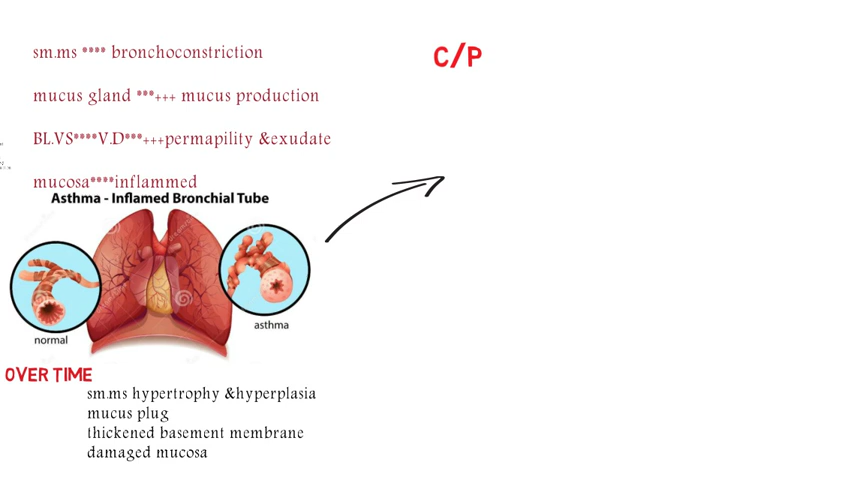 sm.ms **** bronchoconstriction
C/P
mucus gland ***+++ mucus production
BL.VS****V.D***+++permapility &exudate
mucosa****inflammed
Asthma - Inflamed Bronchial Tube
normal
asthma
OVER TIME
sm.ms hypertrophy &hyperplasia
mucus plug
thickened basement membrane
damaged mucosa